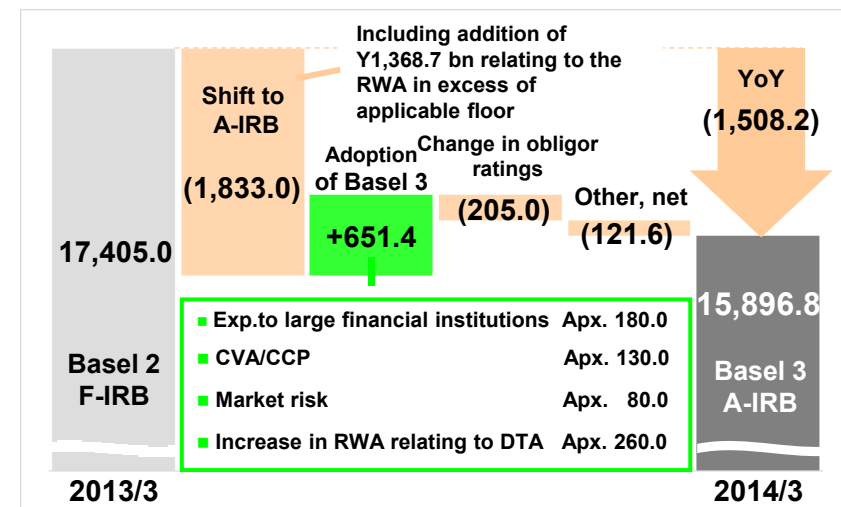 Including addition of
Y1,368.7 bn relating to the
RWA in excess of
applicable floor
Shift to
A-IRB
(1,833.0)
Adoption
of Basel 3
+651.4
Change in obligor
ratings
(205.0)
Other, net
(121.6)
YoY
(1,508.2)
17,405.0
Basel 2
F-IRB
15,896.8
Basel 3
A-IRB
Exp.to large financial institutions Apx. 180.0
CVA/CCP Apx. 130.0
Market risk Apx. 80.0
Increase in RWA relating to DTA Apx. 260.0
2013/3
2014/3